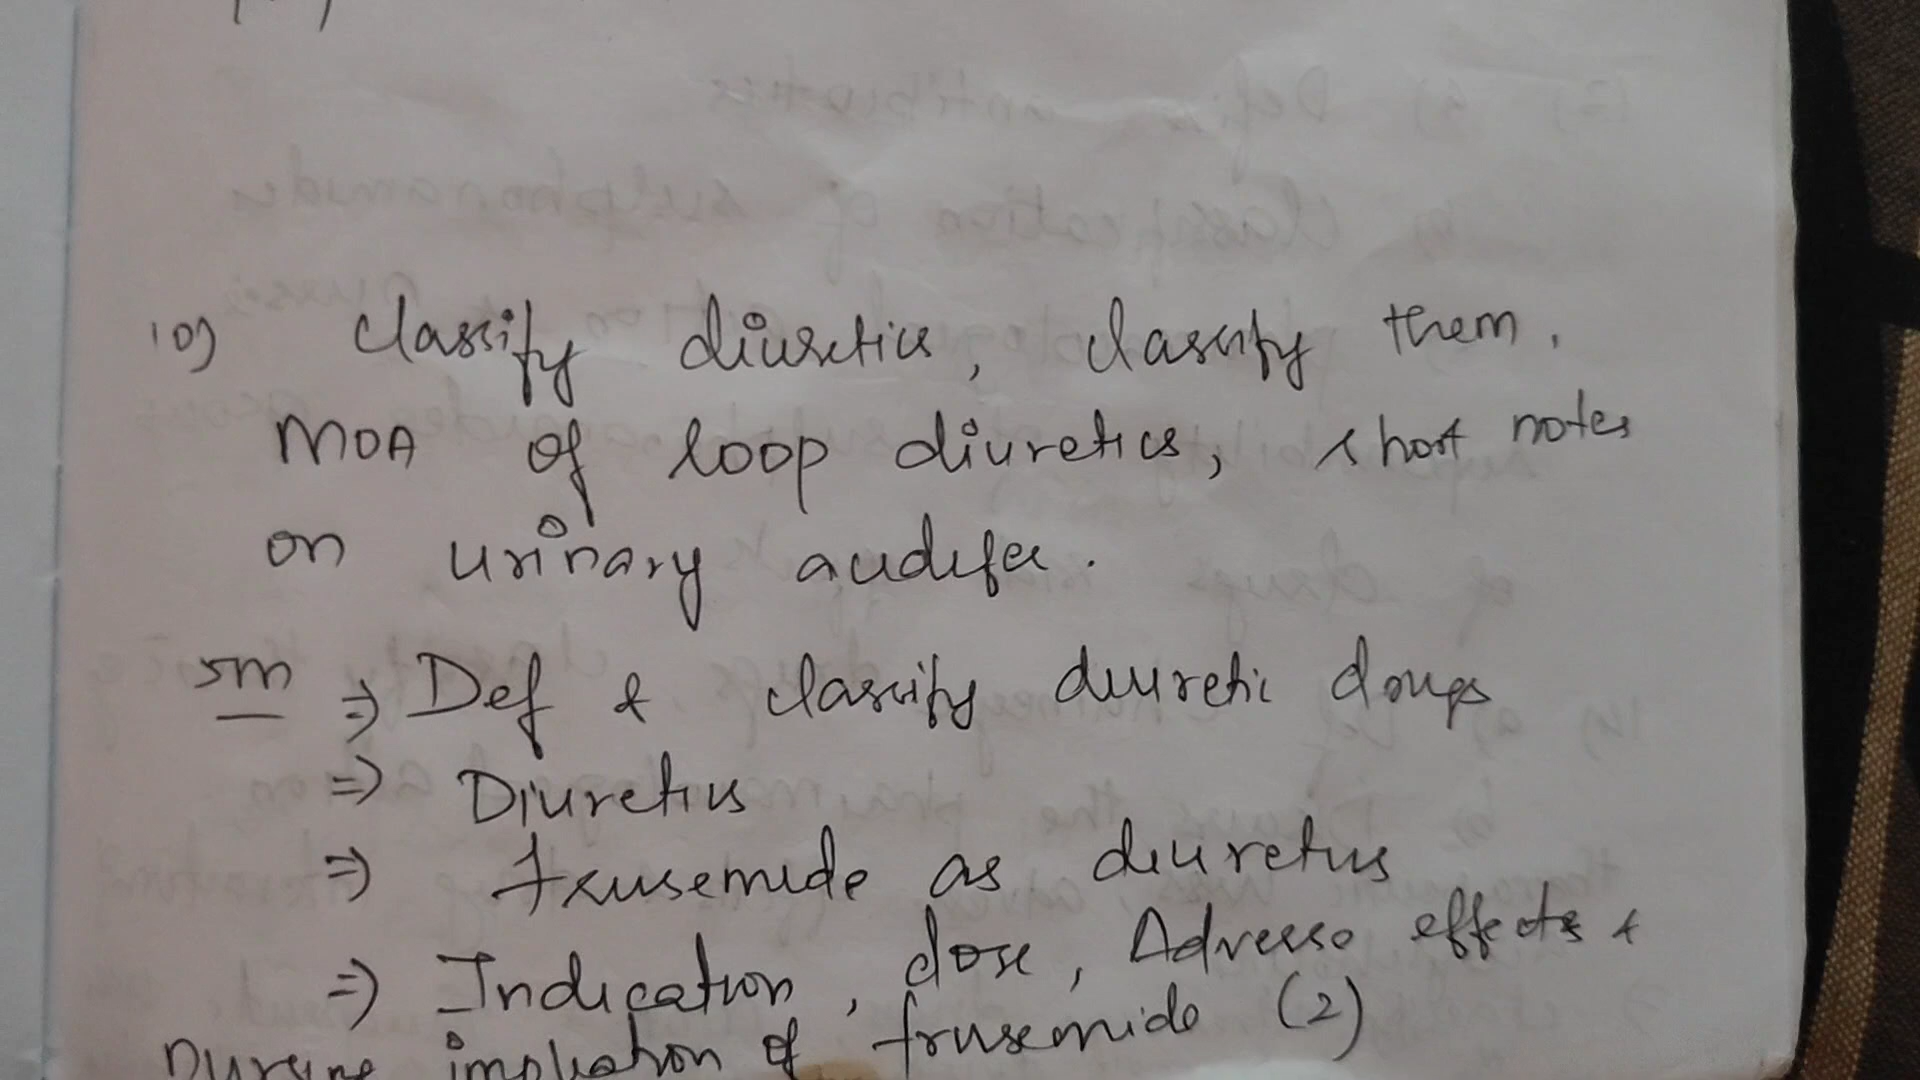 10) classify diuretics, classify them.
MOA of loop diuretics, short notes
on urinary
5m => Def & classify diuretic drugs
=> Diuretics
=> frusemide as diuretics
=> Indication, dose, Adverse effects &
nursing implication of frusemide (2)